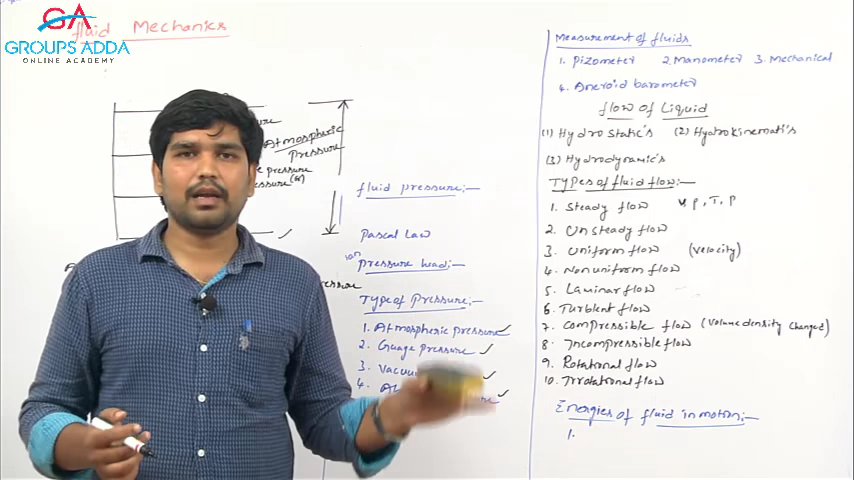 GA
GROUPS ADDA
ONLINE ACADEMY
fluid Mechanics
Atmospheric
Pressure
pressure
fluid pressure:-
Pascal Law
pressure head:-
Type of Pressure:-
1. Atmospheric pressure ✓
2. Guage pressure ✓
3. Vacuu ✓
4. ✓
Measurement of fluids
1. Pizometer 2. Manometer 3. Mechanical
4. Aneroid barometer
flow of Liquid
(1) Hydrostatic's (2) Hydrokinemati's
(3) Hydrodynamic's
Types of fluid flow:-
1. Steady flow v, P, T, ρ
2. Unsteady flow
3. Uniform flow (Velocity)
4. Nonuniform flow
5. Laminar flow
6. Turblent flow
7. Compressible flow (Volume density changed)
8. Incompressible flow
9. Rotational flow
10. Irrotational flow
Energies of fluid in motion:-
1.